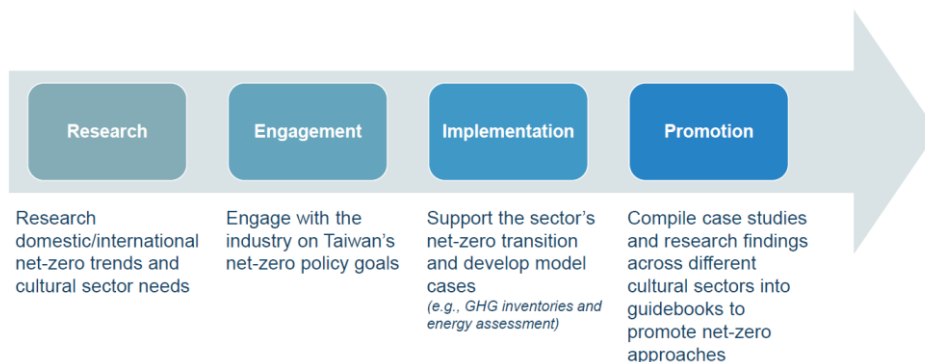 Research
Engagement
Implementation
Promotion
Research
domestic/international
net-zero trends and
cultural sector needs
Engage with the
industry on Taiwan's
net-zero policy goals
Support the sector's
net-zero transition
and develop model
cases
(e.g., GHG inventories and
energy assessment)
Compile case studies
and research findings
across different
cultural sectors into
guidebooks to
promote net-zero
approaches